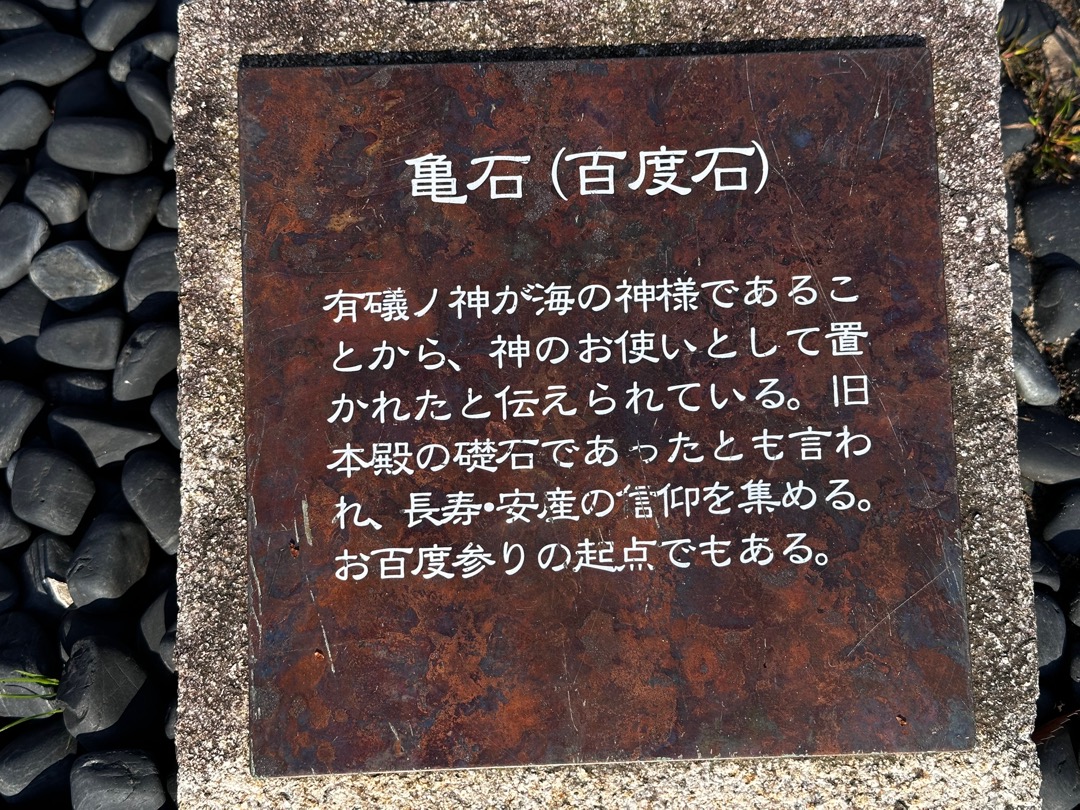 亀石(百度石)
有礒ノ神が海の神様であるこ
とから、神のお使いとして置
かれたと伝えられている。旧
本殿の礎石であったとも言わ
れ、長寿・安産の信仰を集める。
お百度参りの起点でもある。